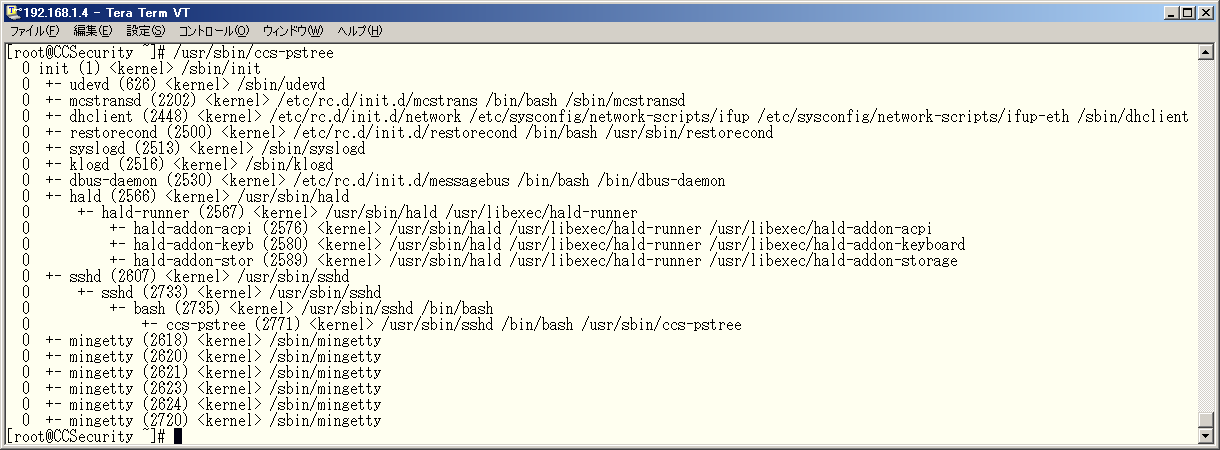 192.168.1.4 - Tera Term VT
ファイル(F) 編集(E) 設定(S) コントロール(O) ウィンドウ(W) ヘルプ(H)
[root@CCSecurity ~]# /usr/sbin/ccs-pstree
0 init (1) <kernel> /sbin/init
0 +- udevd (626) <kernel> /sbin/udevd
0 +- mcstransd (2202) <kernel> /etc/rc.d/init.d/mcstrans /bin/bash /sbin/mcstransd
0 +- dhclient (2448) <kernel> /etc/rc.d/init.d/network /etc/sysconfig/network-scripts/ifup /etc/sysconfig/network-scripts/ifup-eth /sbin/dhclient
0 +- restorecond (2500) <kernel> /etc/rc.d/init.d/restorecond /bin/bash /usr/sbin/restorecond
0 +- syslogd (2513) <kernel> /sbin/syslogd
0 +- klogd (2516) <kernel> /sbin/klogd
0 +- dbus-daemon (2530) <kernel> /etc/rc.d/init.d/messagebus /bin/bash /bin/dbus-daemon
0 +- hald (2566) <kernel> /usr/sbin/hald
0 +- hald-runner (2567) <kernel> /usr/sbin/hald /usr/libexec/hald-runner
0 +- hald-addon-acpi (2576) <kernel> /usr/sbin/hald /usr/libexec/hald-runner /usr/libexec/hald-addon-acpi
0 +- hald-addon-keyb (2580) <kernel> /usr/sbin/hald /usr/libexec/hald-runner /usr/libexec/hald-addon-keyboard
0 +- hald-addon-stor (2589) <kernel> /usr/sbin/hald /usr/libexec/hald-runner /usr/libexec/hald-addon-storage
0 +- sshd (2607) <kernel> /usr/sbin/sshd
0 +- sshd (2733) <kernel> /usr/sbin/sshd
0 +- bash (2735) <kernel> /usr/sbin/sshd /bin/bash
0 +- ccs-pstree (2771) <kernel> /usr/sbin/sshd /bin/bash /usr/sbin/ccs-pstree
0 +- mingetty (2618) <kernel> /sbin/mingetty
0 +- mingetty (2620) <kernel> /sbin/mingetty
0 +- mingetty (2621) <kernel> /sbin/mingetty
0 +- mingetty (2623) <kernel> /sbin/mingetty
0 +- mingetty (2624) <kernel> /sbin/mingetty
0 +- mingetty (2720) <kernel> /sbin/mingetty
[root@CCSecurity ~]#